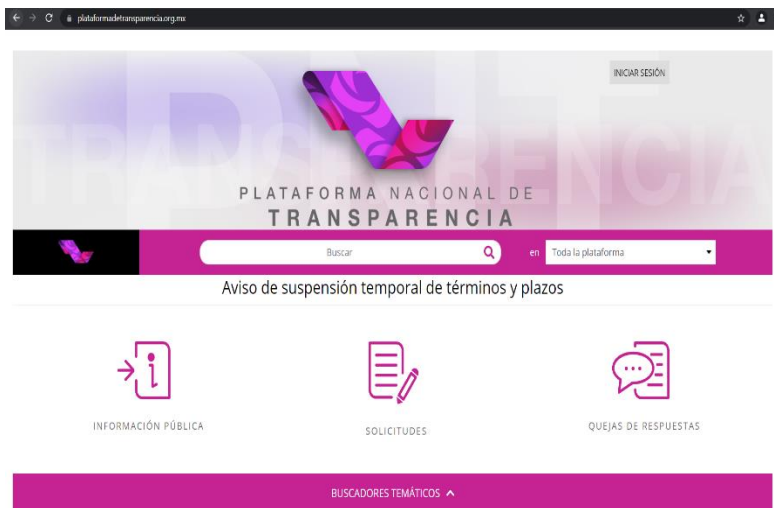 plataformadetransparencia.org.mx
INICIAR SESIÓN
PNT
TRANSPARENCIA
PLATAFORMA NACIONAL DE
TRANSPARENCIA
Buscar en Toda la plataforma
Aviso de suspensión temporal de términos y plazos
INFORMACIÓN PÚBLICA
SOLICITUDES
QUEJAS DE RESPUESTAS
BUSCADORES TEMÁTICOS